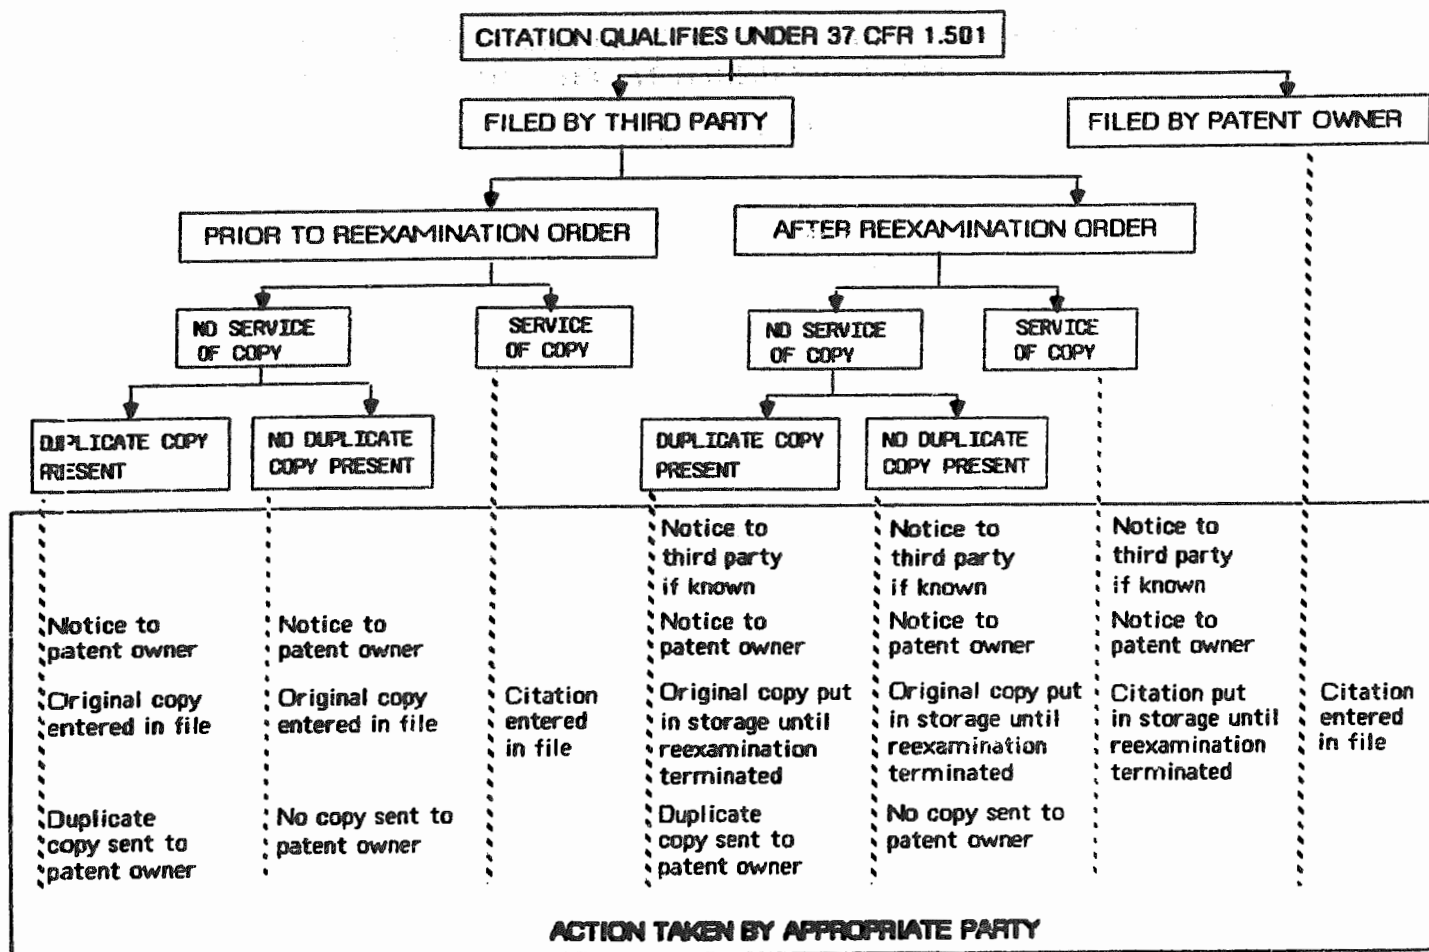 CITATION QUALIFIES UNDER 37 CFR 1.501
FILED BY THIRD PARTY
FILED BY PATENT OWNER
PRIOR TO REEXAMINATION ORDER
AFTER REEXAMINATION ORDER
NO SERVICE
OF COPY
SERVICE
OF COPY
NO SERVICE
OF COPY
SERVICE
OF COPY
DUPLICATE COPY
PRESENT
NO DUPLICATE
COPY PRESENT
DUPLICATE COPY
PRESENT
NO DUPLICATE
COPY PRESENT
Notice to
patent owner
Original copy
entered in file
Duplicate
copy sent to
patent owner
Notice to
patent owner
Original copy
entered in file
No copy sent to
patent owner
Citation
entered
in file
Notice to
third party
if known
Notice to
patent owner
Original copy put
in storage until
reexamination
terminated
Duplicate
copy sent to
patent owner
Notice to
third party
if known
Notice to
patent owner
Original copy put
in storage until
reexamination
terminated
No copy sent to
patent owner
Notice to
third party
if known
Notice to
patent owner
Citation put
in storage until
reexamination
terminated
Citation
entered
in file
ACTION TAKEN BY APPROPRIATE PARTY